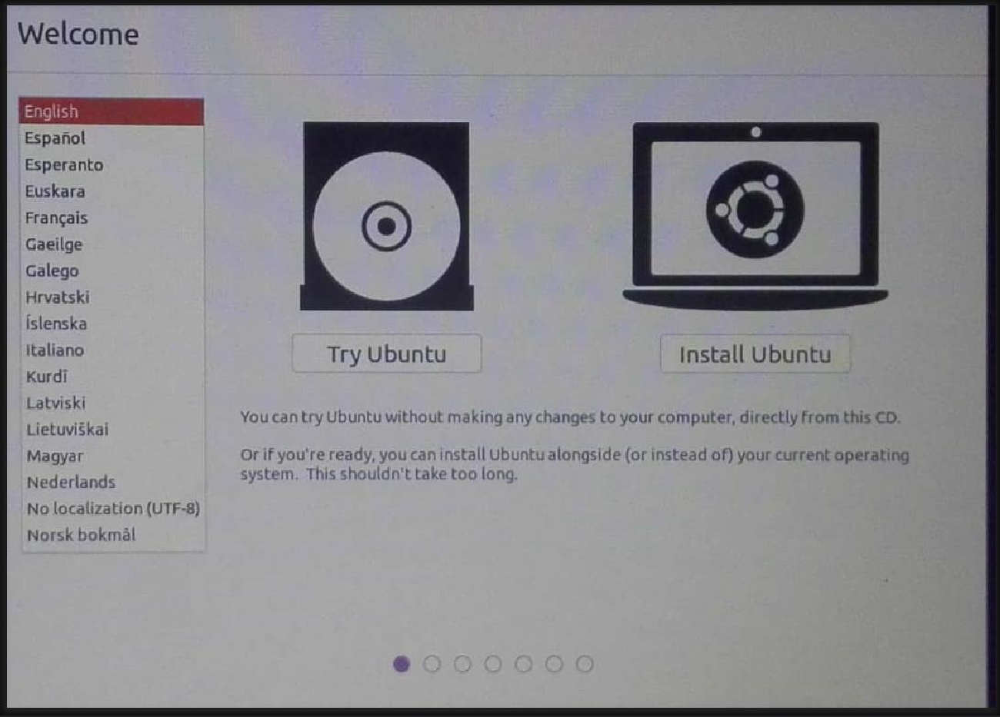 Welcome
English
Español
Esperanto
Euskara
Français
Gaeilge
Galego
Hrvatski
Íslenska
Italiano
Kurdî
Latviski
Lietuviškai
Magyar
Nederlands
No localization (UTF-8)
Norsk bokmål
Try Ubuntu
Install Ubuntu
You can try Ubuntu without making any changes to your computer, directly from this CD.
Or if you're ready, you can install Ubuntu alongside (or instead of) your current operating
system. This shouldn't take too long.